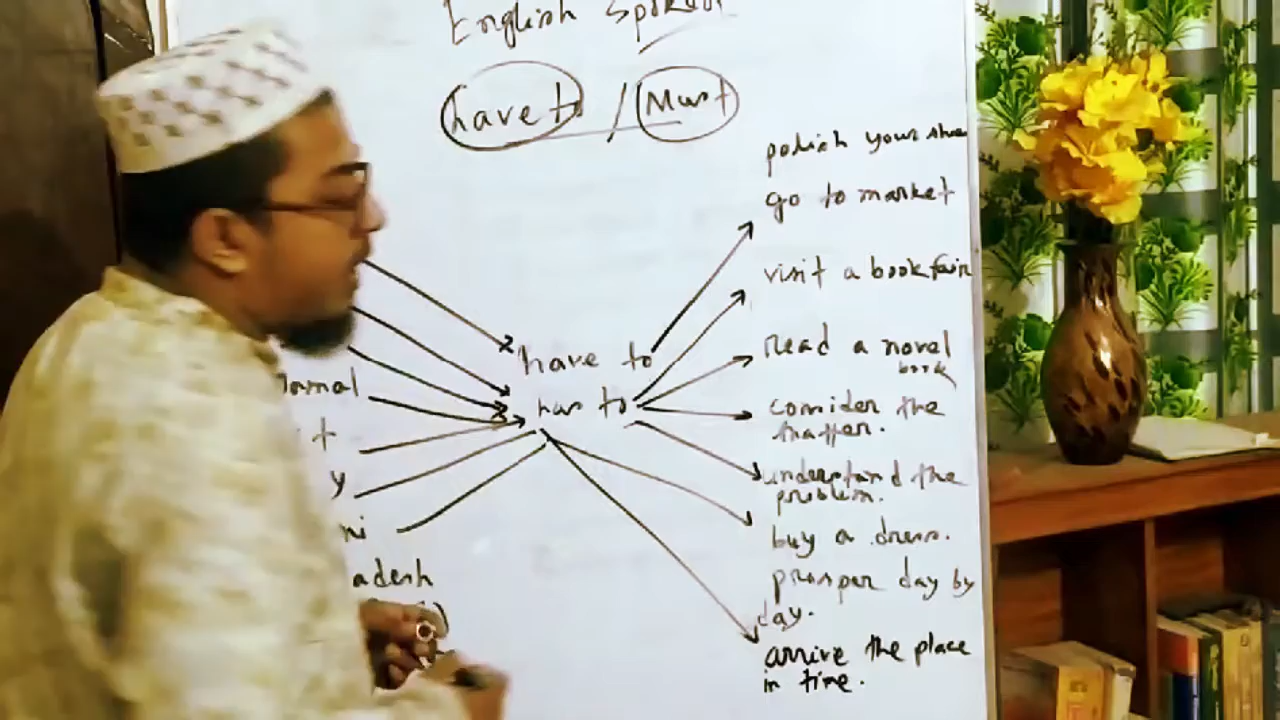 English Spoken
have to / Must
polish your shoe
go to market
visit a book fair
have to
read a novel
book
has to
consider the
matter.
understand the
problem.
buy a dress.
adesh
prosper day by
day.
arrive the place
in time.